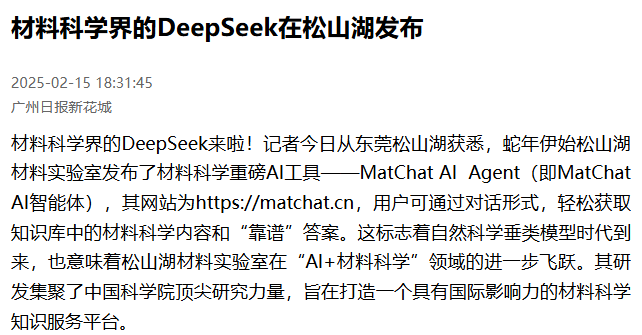 材料科学界的DeepSeek在松山湖发布
2025-02-15 18:31:45
广州日报新花城
材料科学界的DeepSeek来啦！记者今日从东莞松山湖获悉，蛇年伊始松山湖
材料实验室发布了材料科学重磅AI工具——MatChat AI Agent（即MatChat
AI智能体），其网站为https://matchat.cn，用户可通过对话形式，轻松获取
知识库中的材料科学内容和“靠谱”答案。这标志着自然科学垂类模型时代到
来，也意味着松山湖材料实验室在“AI+材料科学”领域的进一步飞跃。其研
发集聚了中国科学院顶尖研究力量，旨在打造一个具有国际影响力的材料科学
知识服务平台。